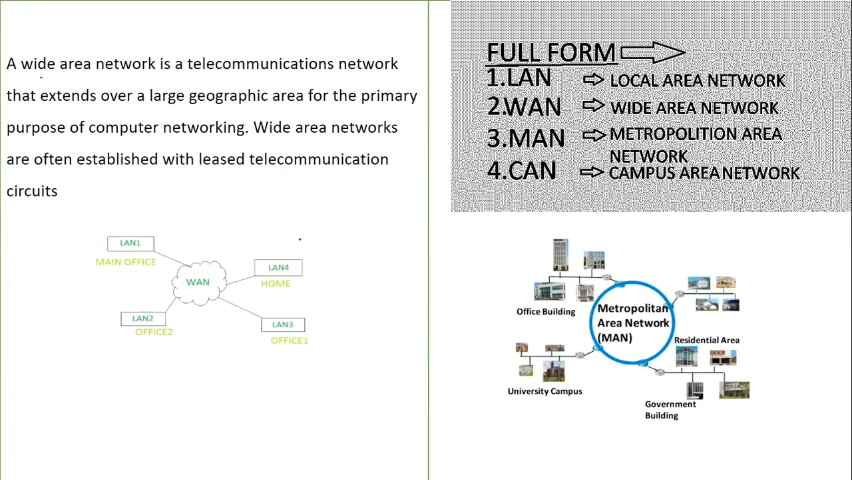 A wide area network is a telecommunications network
that extends over a large geographic area for the primary
purpose of computer networking. Wide area networks
are often established with leased telecommunication
circuits
LAN1
MAIN OFFICE
WAN
LAN4
HOME
LAN2
OFFICE2
LAN3
OFFICE1
FULL FORM
1.LAN LOCAL AREA NETWORK
2.WAN WIDE AREA NETWORK
3.MAN METROPOLITION AREA
NETWORK
4.CAN CAMPUS AREA NETWORK
Office Building
Metropolitan
Area Network
(MAN)
Residential Area
University Campus
Government
Building